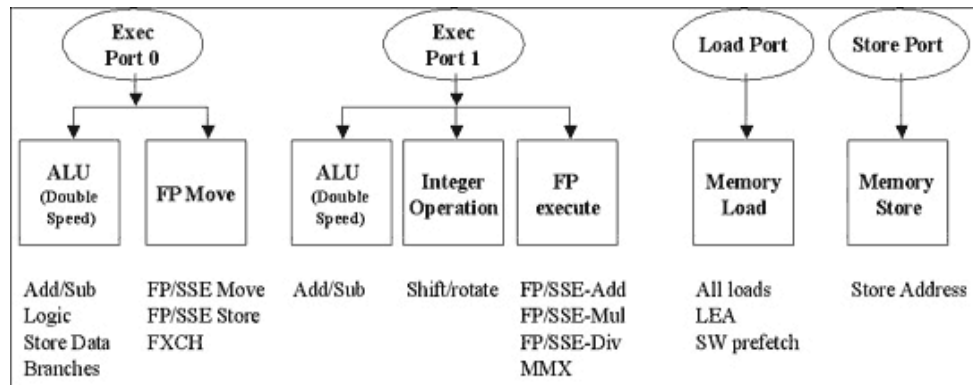 Exec
Port 0
Exec
Port 1
Load Port
Store Port
ALU
(Double
Speed)
FP Move
ALU
(Double
Speed)
Integer
Operation
FP
execute
Memory
Load
Memory
Store
Add/Sub
Logic
Store Data
Branches
FP/SSE Move
FP/SSE Store
FXCH
Add/Sub
Shift/rotate
FP/SSE-Add
FP/SSE-Mul
FP/SSE-Div
MMX
All loads
LEA
SW prefetch
Store Address